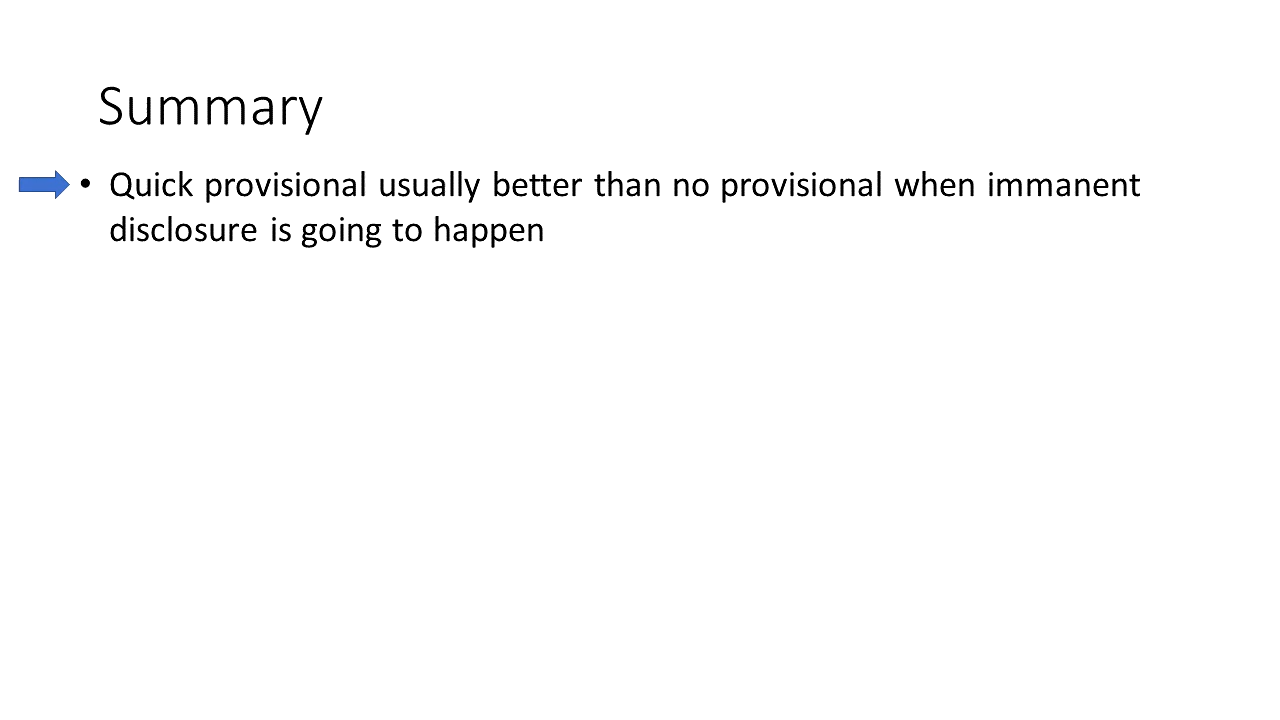 Summary
• Quick provisional usually better than no provisional when immanent
disclosure is going to happen